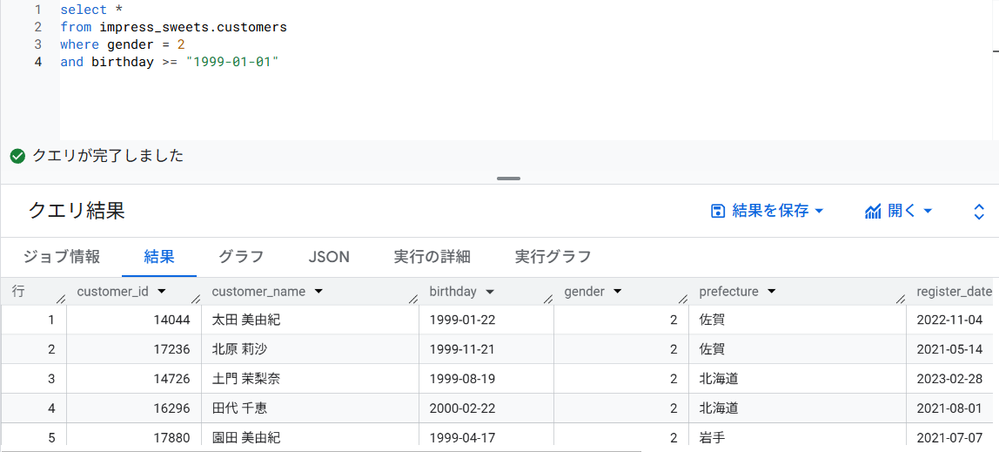 1 select *
2 from impress_sweets.customers
3 where gender = 2
4 and birthday >= "1999-01-01"
クエリが完了しました
クエリ結果 結果を保存 開く
ジョブ情報 結果 グラフ JSON 実行の詳細 実行グラフ
行 customer_id customer_name birthday gender prefecture register_date
1 14044 太田 美由紀 1999-01-22 2 佐賀 2022-11-04
2 17236 北原 莉沙 1999-11-21 2 佐賀 2021-05-14
3 14726 土門 茉梨奈 1999-08-19 2 北海道 2023-02-28
4 16296 田代 千恵 2000-02-22 2 北海道 2021-08-01
5 17880 園田 美由紀 1999-04-17 2 岩手 2021-07-07